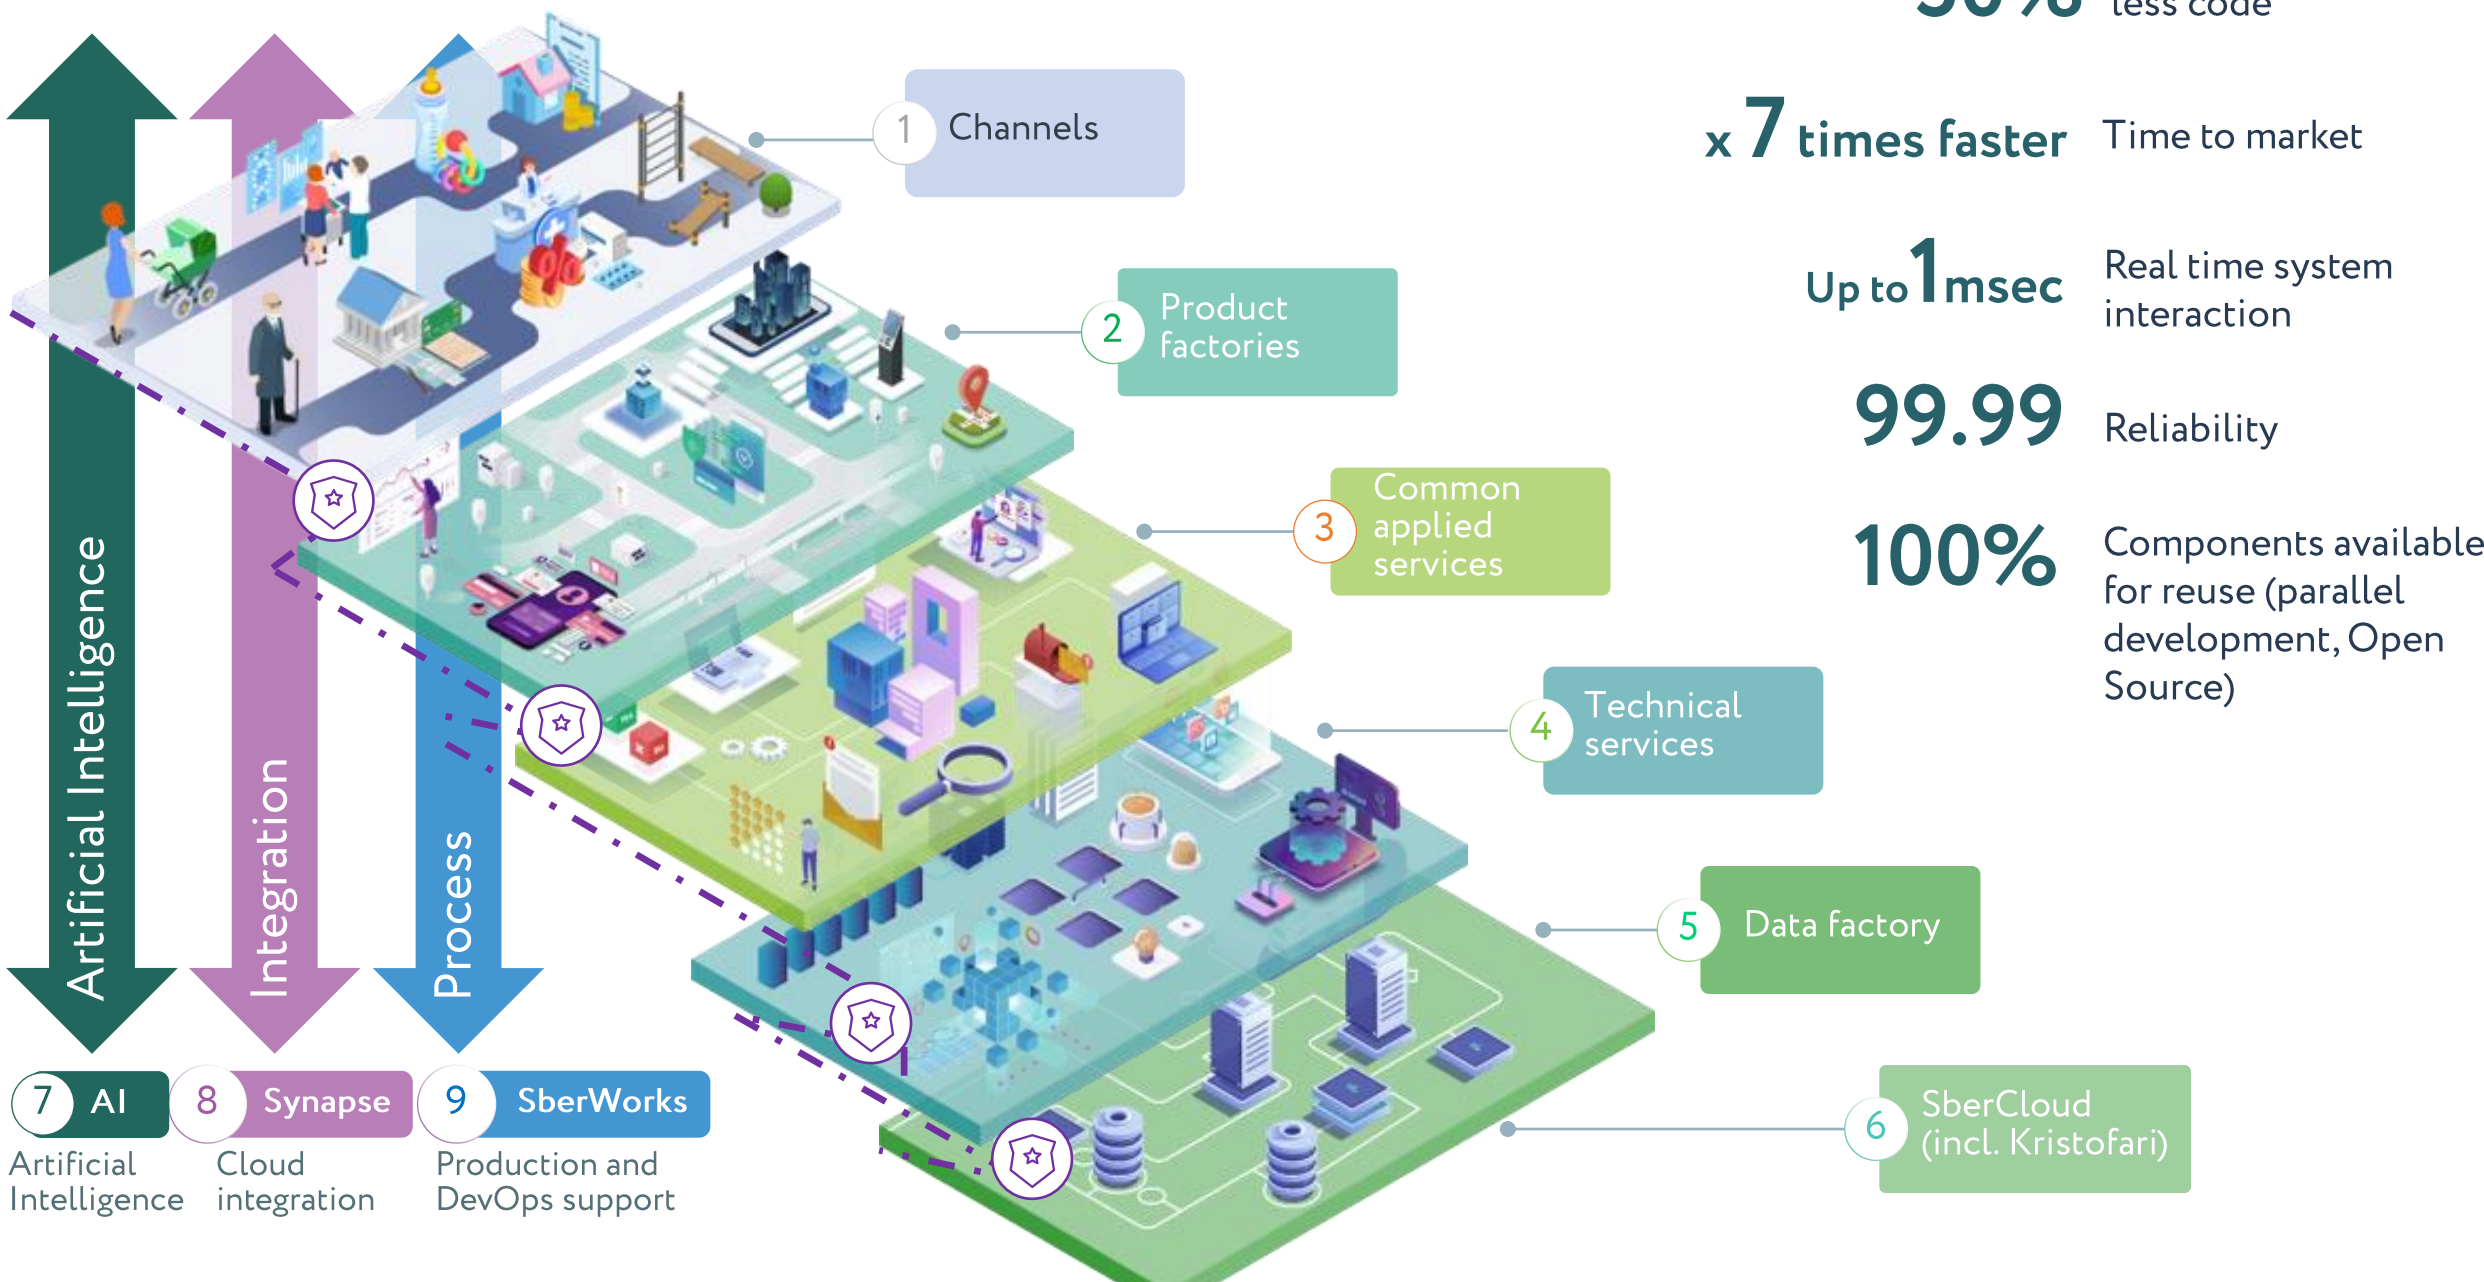 less code
1
Channels
x 7 times faster
Time to market
2
Product
factories
Up to 1 msec
Real time system
interaction
3
Common
applied
services
99.99
Reliability
100%
Components available
for reuse (parallel
development, Open
Source)
4
Technical
services
5
Data factory
6
SberCloud
(incl. Kristofari)
Artificial Intelligence
Integration
Process
7
AI
8
Synapse
9
SberWorks
Artificial
Intelligence
Cloud
integration
Production and
DevOps support